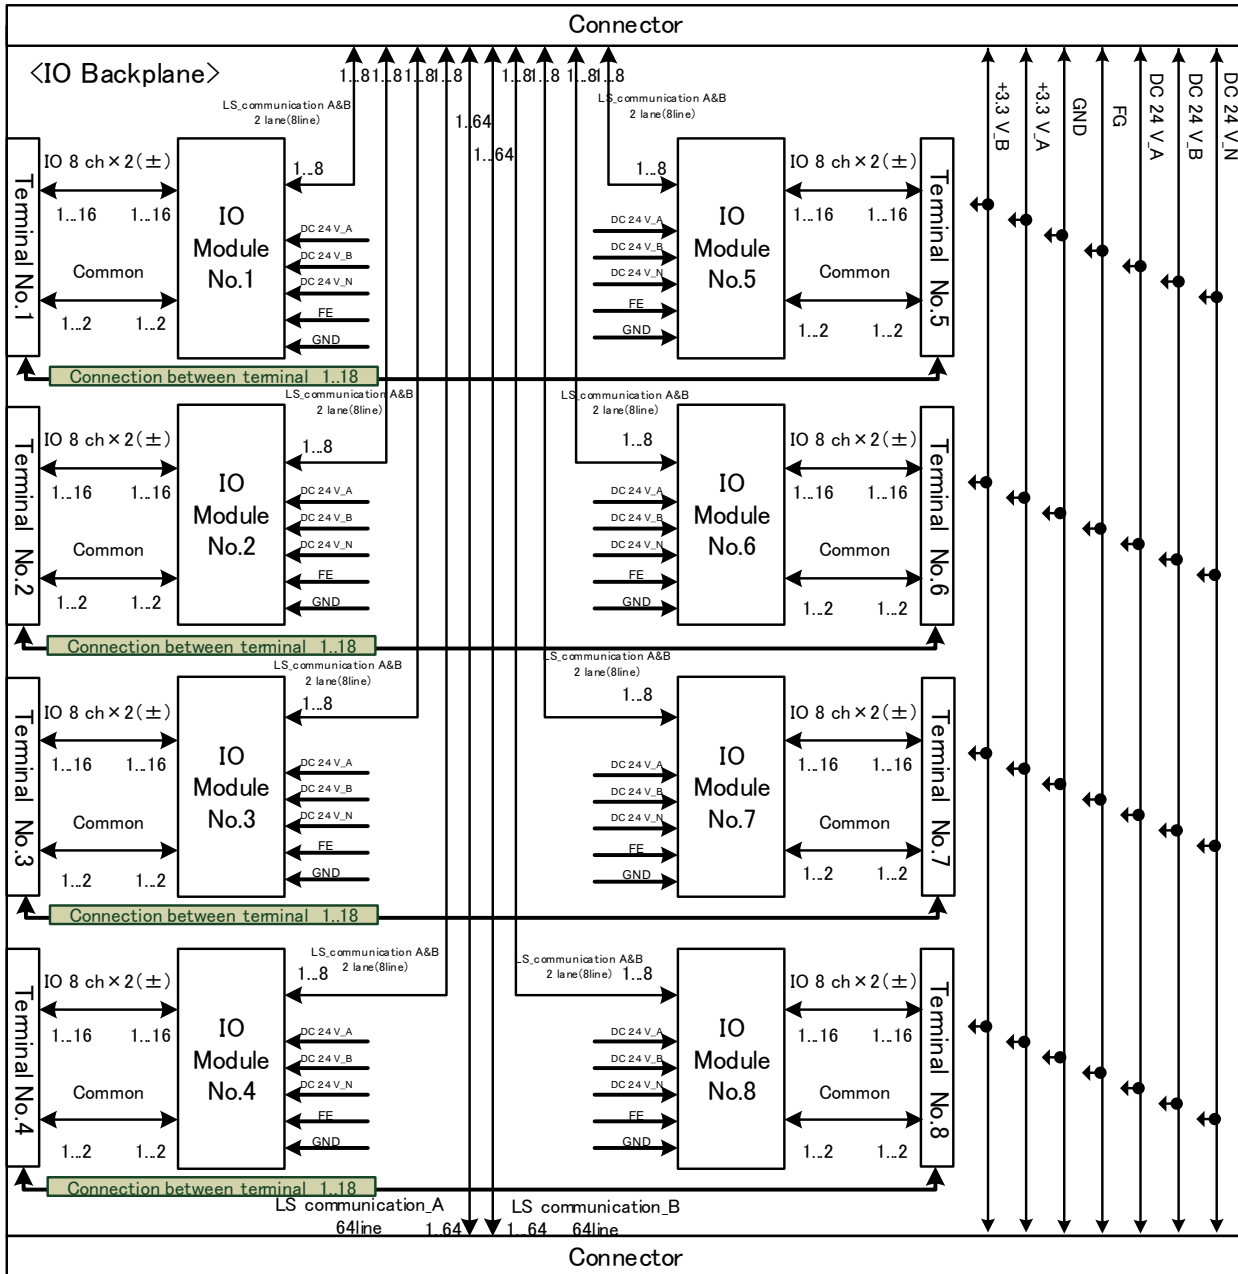 Connector
<IO Backplane>
1...8
1...8
1...8
1...8
1...8
1...8
1...8
1...8
1..64
1..64
+3.3 V_B
+3.3 V_A
GND
FG
DC 24 V_A
DC 24 V_B
DC 24 V_N
Terminal No.1
IO 8 ch×2(±)
1...16
1...16
Common
1...2
1...2
IO
Module
No.1
LS_communication A&B
2 lane(8line)
1...8
DC 24 V_A
DC 24 V_B
DC 24 V_N
FE
GND
LS_communication A&B
2 lane(8line)
1...8
DC 24 V_A
DC 24 V_B
DC 24 V_N
FE
GND
IO
Module
No.5
IO 8 ch×2(±)
1...16
1...16
Common
1...2
1...2
Terminal No.5
Connection between terminal 1..18
Terminal No.2
IO 8 ch×2(±)
1...16
1...16
Common
1...2
1...2
IO
Module
No.2
LS_communication A&B
2 lane(8line)
1...8
DC 24 V_A
DC 24 V_B
DC 24 V_N
FE
GND
LS_communication A&B
2 lane(8line)
1...8
DC 24 V_A
DC 24 V_B
DC 24 V_N
FE
GND
IO
Module
No.6
IO 8 ch×2(±)
1...16
1...16
Common
1...2
1...2
Terminal No.6
Connection between terminal 1..18
Terminal No.3
IO 8 ch×2(±)
1...16
1...16
Common
1...2
1...2
IO
Module
No.3
LS_communication A&B
2 lane(8line)
1...8
DC 24 V_A
DC 24 V_B
DC 24 V_N
FE
GND
LS_communication A&B
2 lane(8line)
1...8
DC 24 V_A
DC 24 V_B
DC 24 V_N
FE
GND
IO
Module
No.7
IO 8 ch×2(±)
1...16
1...16
Common
1...2
1...2
Terminal No.7
Connection between terminal 1..18
Terminal No.4
IO 8 ch×2(±)
1...16
1...16
Common
1...2
1...2
IO
Module
No.4
LS_communication A&B
2 lane(8line)
1...8
DC 24 V_A
DC 24 V_B
DC 24 V_N
FE
GND
LS_communication A&B
2 lane(8line)
1...8
DC 24 V_A
DC 24 V_B
DC 24 V_N
FE
GND
IO
Module
No.8
IO 8 ch×2(±)
1...16
1...16
Common
1...2
1...2
Terminal No.8
Connection between terminal 1..18
LS communication_A
64line
1..64
LS communication_B
1..64
64line
Connector